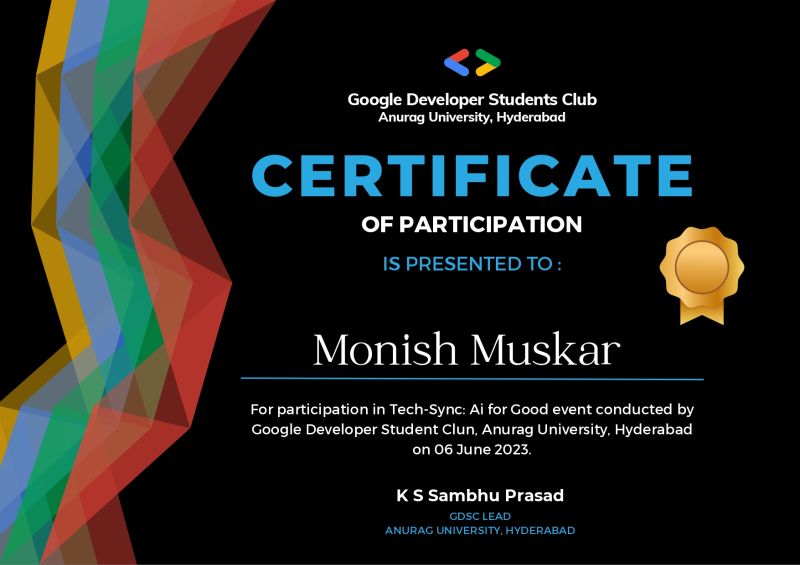 Google Developer Students Club
Anurag University, Hyderabad
CERTIFICATE
OF PARTICIPATION
IS PRESENTED TO :
Monish Muskar
For participation in Tech-Sync: Ai for Good event conducted by
Google Developer Student Clun, Anurag University, Hyderabad
on 06 June 2023.
K S Sambhu Prasad
GDSC LEAD
ANURAG UNIVERSITY, HYDERABAD